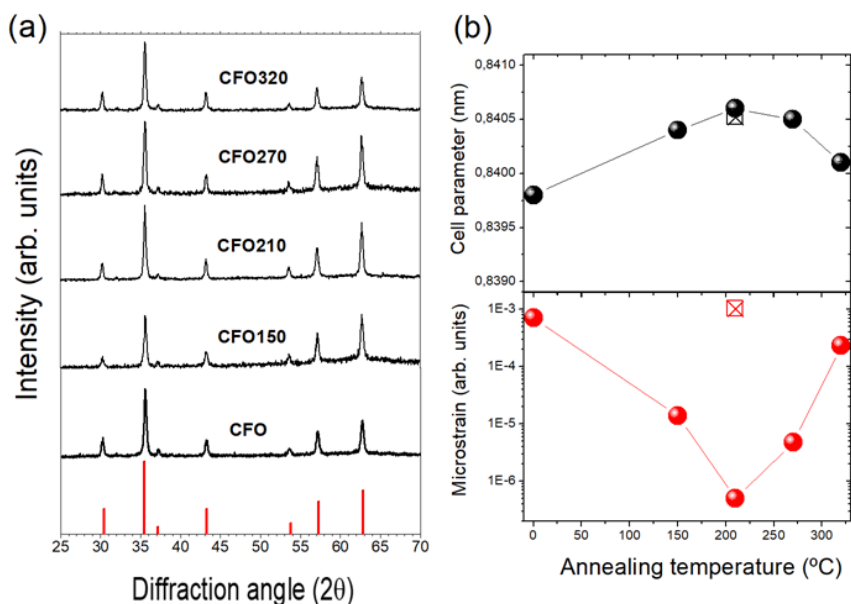 (a)
CFO320
CFO270
CFO210
CFO150
CFO
Intensity (arb. units)
25 30 35 40 45 50 55 60 65 70
Diffraction angle (2θ)
(b)
0,8410
0,8405
0,8400
0,8395
0,8390
Cell parameter (nm)
1E-3
1E-4
1E-5
1E-6
Microstrain (arb. units)
0 50 100 150 200 250 300
Annealing temperature (ºC)